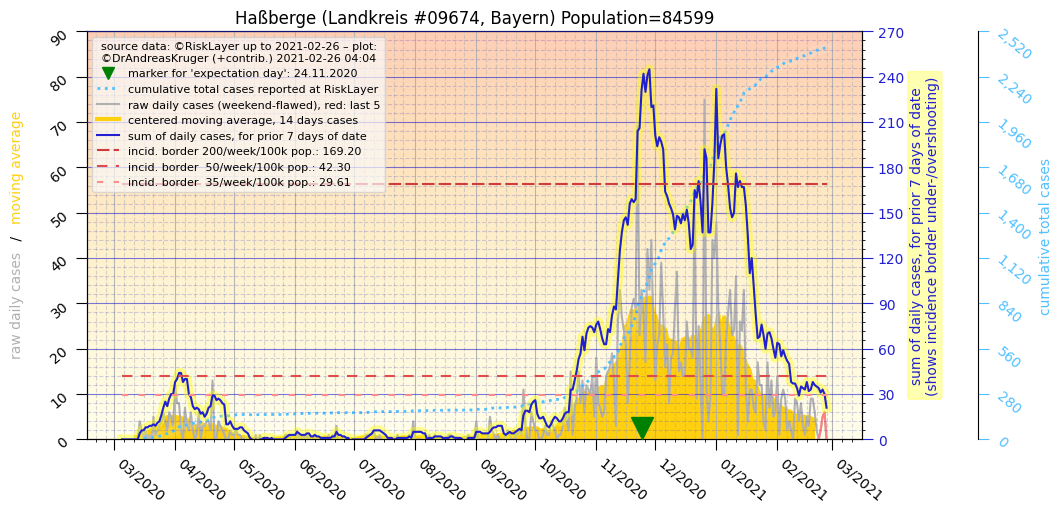 Haßberge (Landkreis #09674, Bayern) Population=84599
source data: ©RiskLayer up to 2021-02-26 – plot:
©DrAndreasKruger (+contrib.) 2021-02-26 04:04
marker for 'expectation day': 24.11.2020
cumulative total cases reported at RiskLayer
raw daily cases (weekend-flawed), red: last 5
centered moving average, 14 days cases
sum of daily cases, for prior 7 days of date
incid. border 200/week/100k pop.: 169.20
incid. border  50/week/100k pop.: 42.30
incid. border  35/week/100k pop.: 29.61
raw daily cases / moving average
90
80
70
60
50
40
30
20
10
0
03/2020
04/2020
05/2020
06/2020
07/2020
08/2020
09/2020
10/2020
11/2020
12/2020
01/2021
02/2021
03/2021
270
240
210
180
150
120
90
60
30
0
sum of daily cases, for prior 7 days of date
(shows incidence border under-/overshooting)
2,520
2,240
1,960
1,680
1,400
1,120
840
560
280
0
cumulative total cases